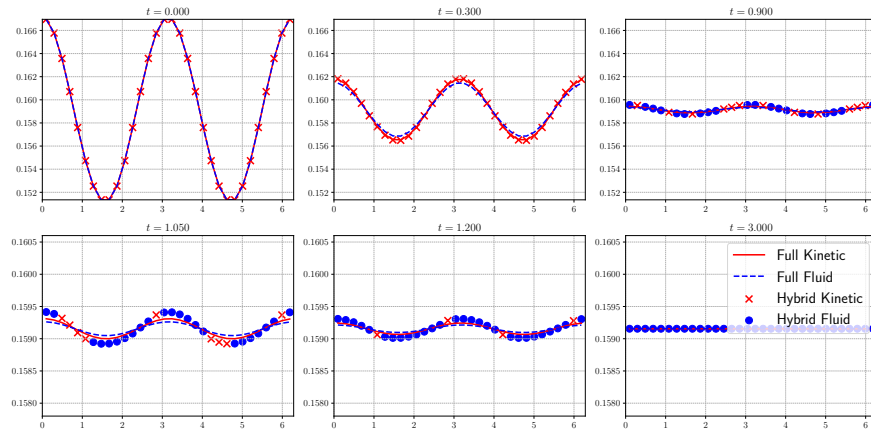 t = 0.000
t = 0.300
t = 0.900
0.166
0.164
0.162
0.160
0.158
0.156
0.154
0.152
0 1 2 3 4 5 6
0.166
0.164
0.162
0.160
0.158
0.156
0.154
0.152
0 1 2 3 4 5 6
0.166
0.164
0.162
0.160
0.158
0.156
0.154
0.152
0 1 2 3 4 5 6
t = 1.050
t = 1.200
t = 3.000
0.1605
0.1600
0.1595
0.1590
0.1585
0.1580
0 1 2 3 4 5 6
0.1605
0.1600
0.1595
0.1590
0.1585
0.1580
0 1 2 3 4 5 6
0.1605
0.1600
0.1595
0.1590
0.1585
0.1580
0 1 2 3 4 5 6
Full Kinetic
Full Fluid
Hybrid Kinetic
Hybrid Fluid